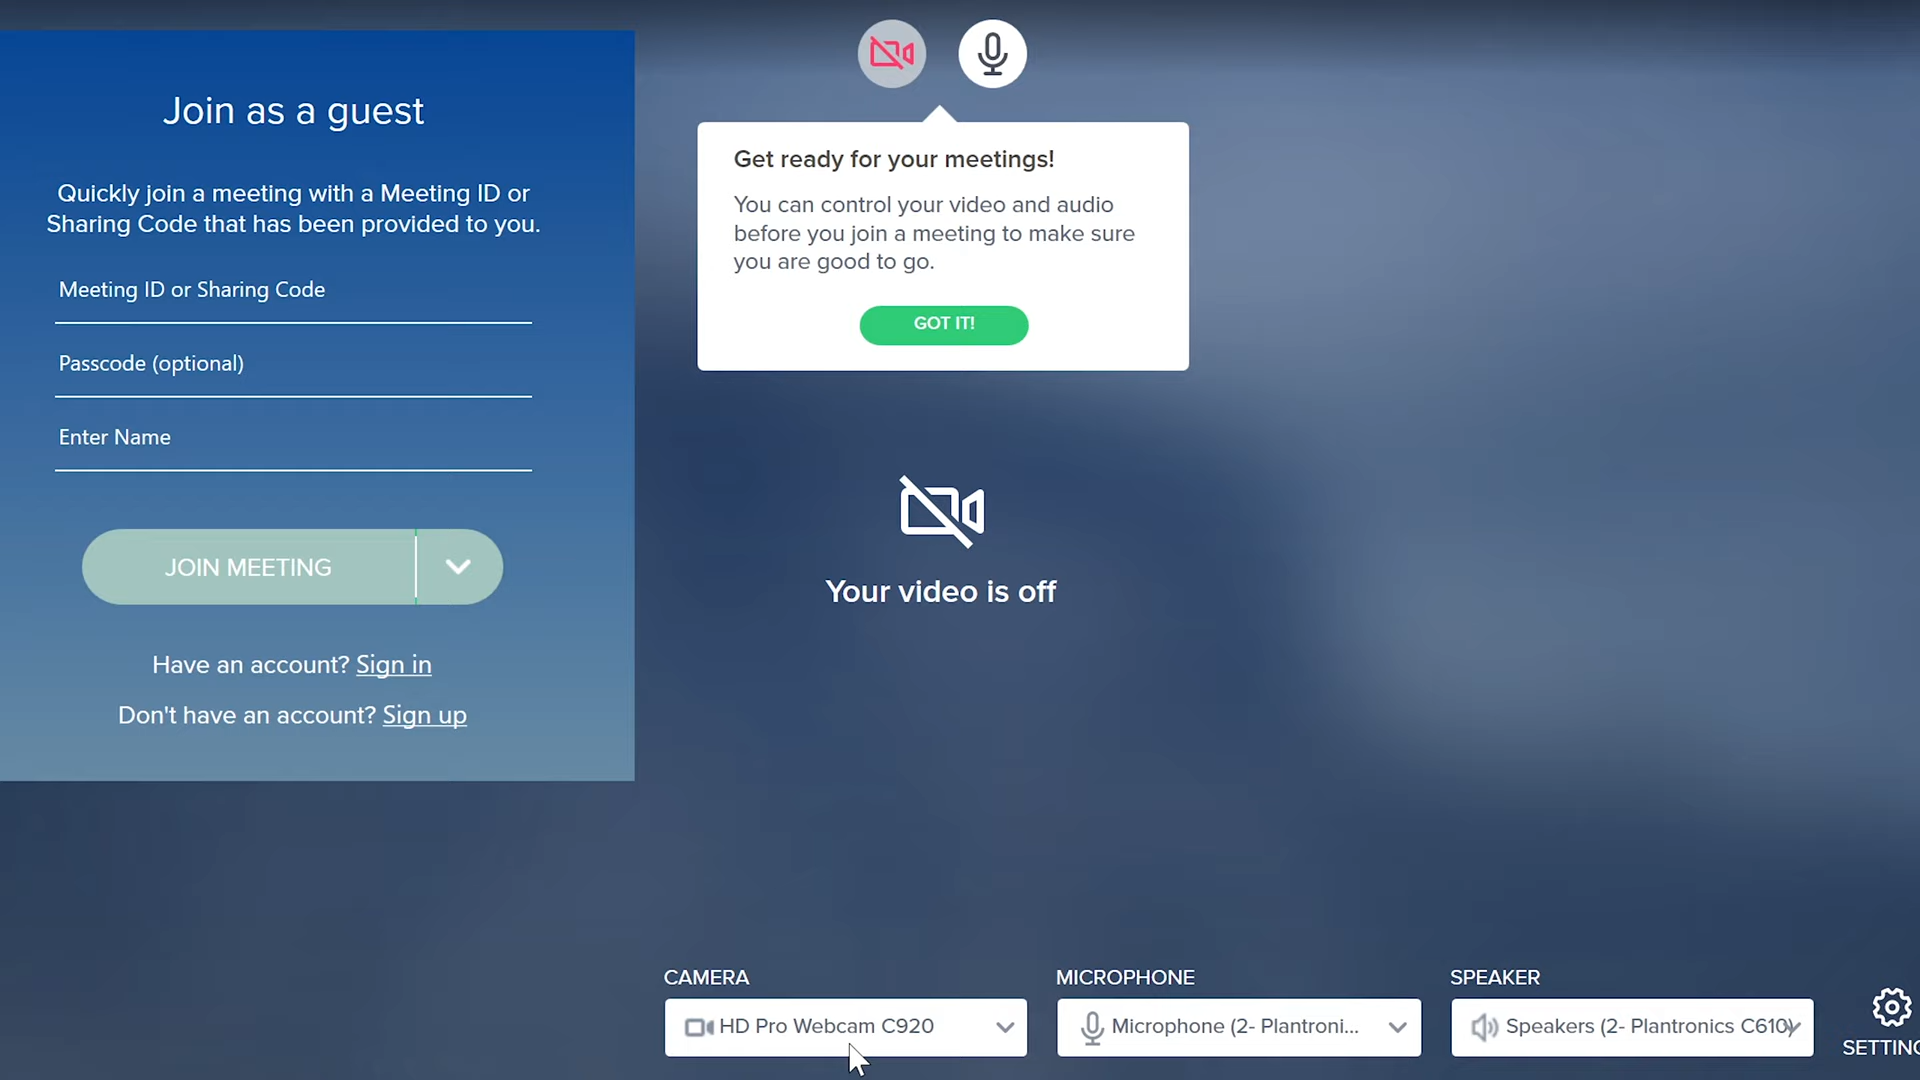 Join as a guest
Quickly join a meeting with a Meeting ID or
Sharing Code that has been provided to you.
Meeting ID or Sharing Code
Passcode (optional)
Enter Name
JOIN MEETING
Have an account? Sign in
Don't have an account? Sign up
Get ready for your meetings!
You can control your video and audio
before you join a meeting to make sure
you are good to go.
GOT IT!
Your video is off
CAMERA
HD Pro Webcam C920
MICROPHONE
Microphone (2- Plantroni...
SPEAKER
Speakers (2- Plantronics C610)
SETTING